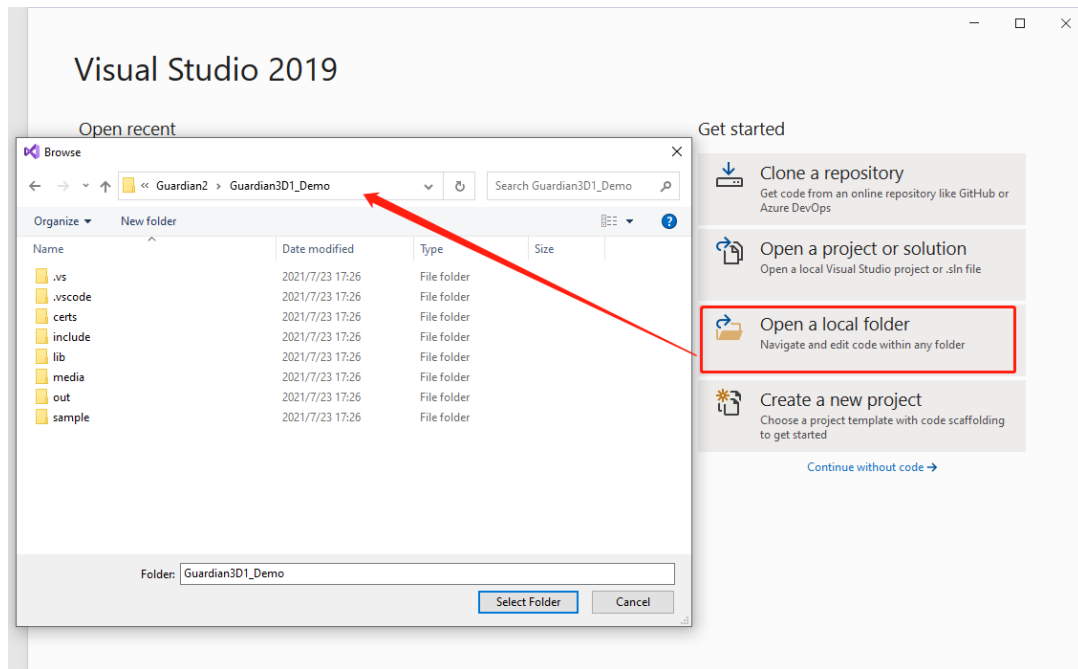 Visual Studio 2019
Open recent
Browse
« Guardian2 › Guardian3D1_Demo
Search Guardian3D1_Demo
Organize
New folder
Name
Date modified
Type
Size
.vs 2021/7/23 17:26 File folder
.vscode 2021/7/23 17:26 File folder
certs 2021/7/23 17:26 File folder
include 2021/7/23 17:26 File folder
lib 2021/7/23 17:26 File folder
media 2021/7/23 17:26 File folder
out 2021/7/23 17:26 File folder
sample 2021/7/23 17:26 File folder
Folder: Guardian3D1_Demo
Select Folder
Cancel
Get started
Clone a repository
Get code from an online repository like GitHub or
Azure DevOps
Open a project or solution
Open a local Visual Studio project or .sln file
Open a local folder
Navigate and edit code within any folder
Create a new project
Choose a project template with code scaffolding
to get started
Continue without code →